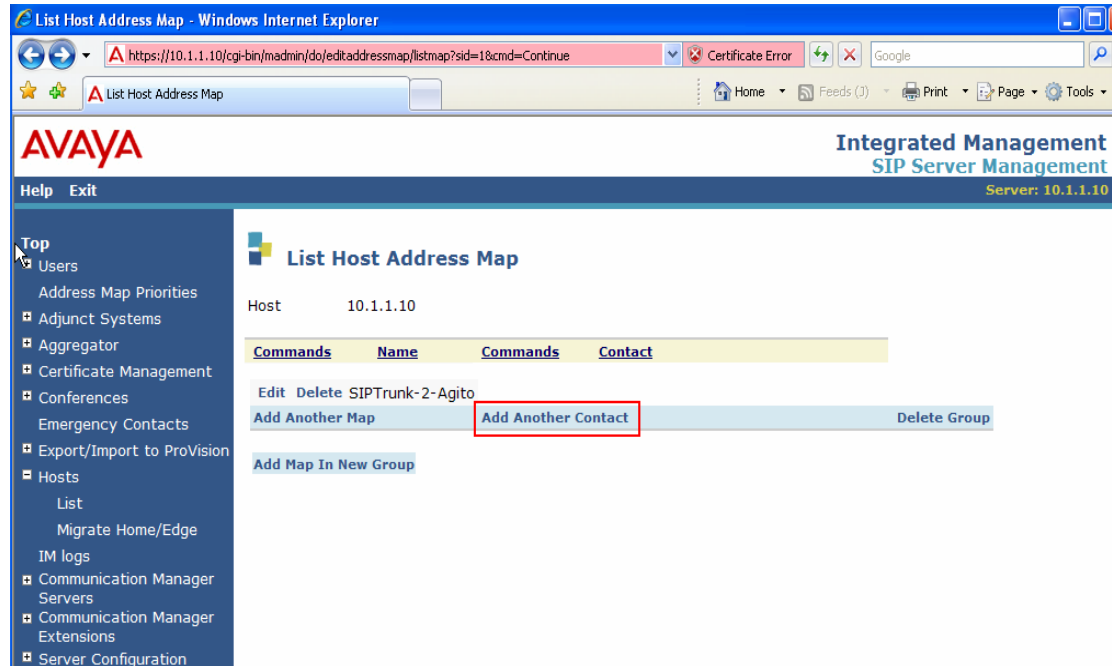 List Host Address Map - Windows Internet Explorer
https://10.1.1.10/cgi-bin/madmin/do/editaddressmap/listmap?sid=1&cmd=Continue
Certificate Error
Google
List Host Address Map
Home
Feeds (J)
Print
Page
Tools
AVAYA
Integrated Management
SIP Server Management
Help Exit
Server: 10.1.1.10
Top
Users
Address Map Priorities
Adjunct Systems
Aggregator
Certificate Management
Conferences
Emergency Contacts
Export/Import to ProVision
Hosts
List
Migrate Home/Edge
IM logs
Communication Manager
Servers
Communication Manager
Extensions
Server Configuration
List Host Address Map
Host 10.1.1.10
Commands Name Commands Contact
Edit Delete SIPTrunk-2-Agito
Add Another Map Add Another Contact Delete Group
Add Map In New Group